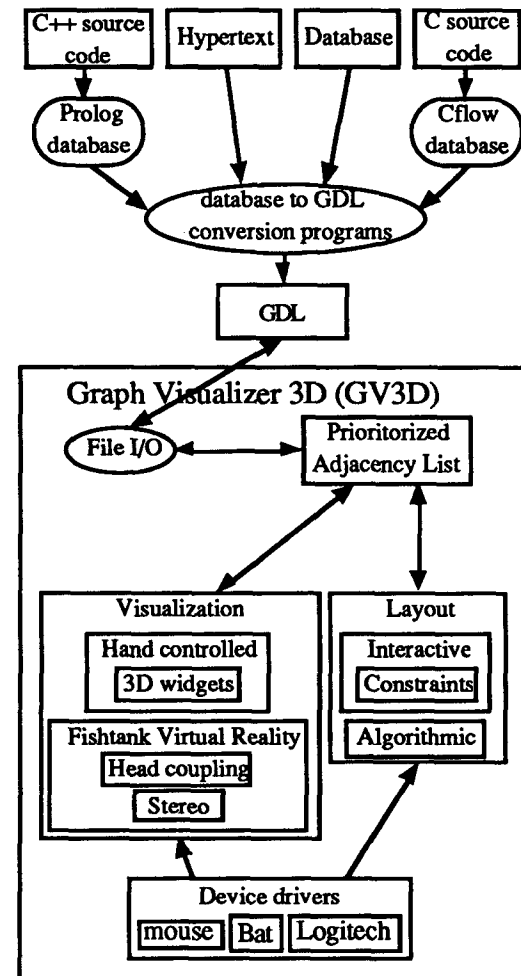 C++ source
code
Hypertext
Database
C source
code
Prolog
database
Cflow
database
database to GDL
conversion programs
GDL
Graph Visualizer 3D (GV3D)
File I/O
Prioritorized
Adjacency List
Visualization
Hand controlled
3D widgets
Fishtank Virtual Reality
Head coupling
Stereo
Layout
Interactive
Constraints
Algorithmic
Device drivers
mouse
Bat
Logitech